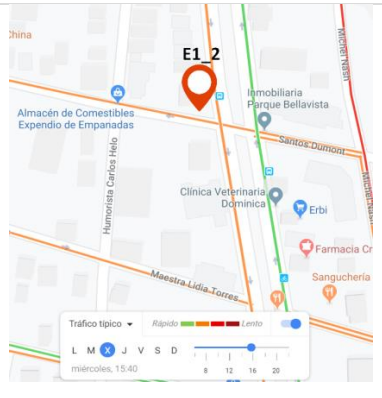 China
E1_2
Michel Nash
Inmobiliaria
Parque Bellavista
Almacén de Comestibles
Expendio de Empanadas
Santos Dumont
Humorista Carlos Helo
Clínica Veterinaria
Dominica
Erbi
Michel Nash
Farmacia Cr
Maestra Lidia Torres
Sanguchería
Tráfico típico
Rápido
Lento
L M X J V S D
miércoles, 15:40
8 12 16 20